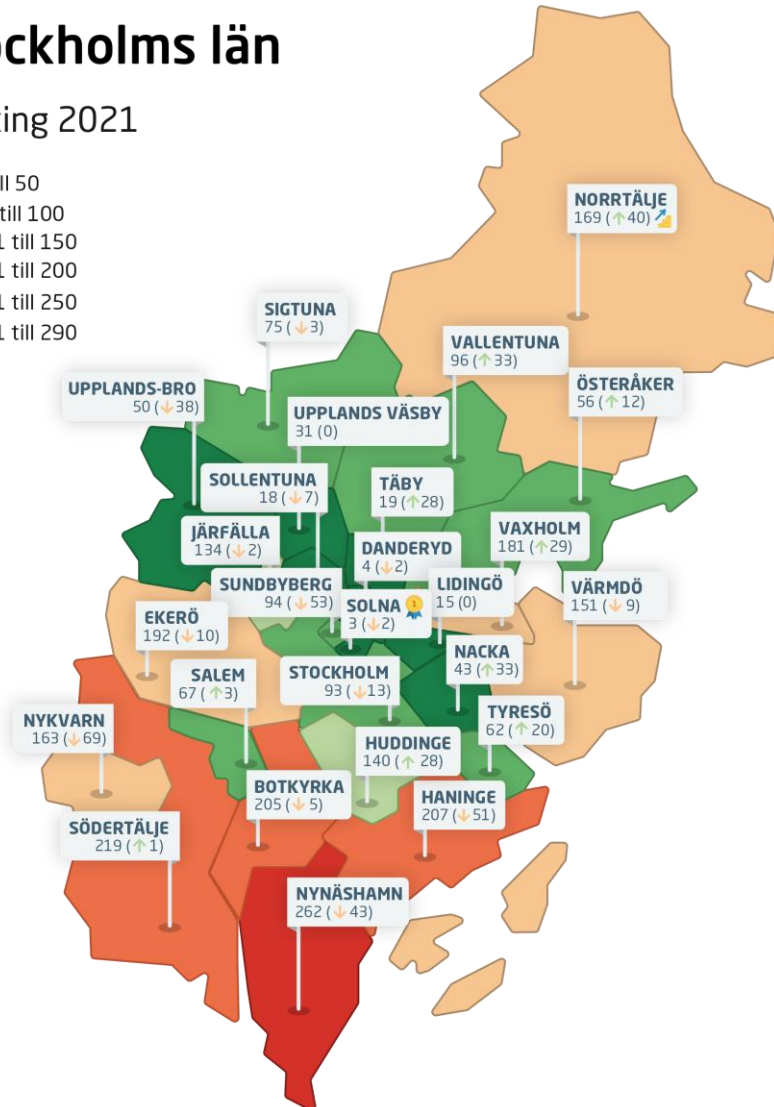 ockholms län
ing 2021
ll 50
till 100
1 till 150
1 till 200
1 till 250
1 till 290
NORRTÄLJE
169 (↑40)
SIGTUNA
75 (↓3)
VALLENTUNA
96 (↑33)
ÖSTERÅKER
56 (↑12)
UPPLANDS-BRO
50 (↓38)
UPPLANDS VÄSBY
31 (0)
SOLLENTUNA
18 (↓7)
TÄBY
19 (↑28)
JÄRFÄLLA
134 (↓2)
DANDERYD
4 (↓2)
VAXHOLM
181 (↑29)
SUNDBYBERG
94 (↓53)
SOLNA 1
3 (↓2)
LIDINGÖ
15 (0)
VÄRMDÖ
151 (↓9)
EKERÖ
192 (↓10)
SALEM
67 (↑3)
STOCKHOLM
93 (↓13)
NACKA
43 (↑33)
NYKVARN
163 (↓69)
TYRESÖ
62 (↑20)
HUDDINGE
140 (↑28)
BOTKYRKA
205 (↓5)
HANINGE
207 (↓51)
SÖDERTÄLJE
219 (↑1)
NYNÄSHAMN
262 (↓43)